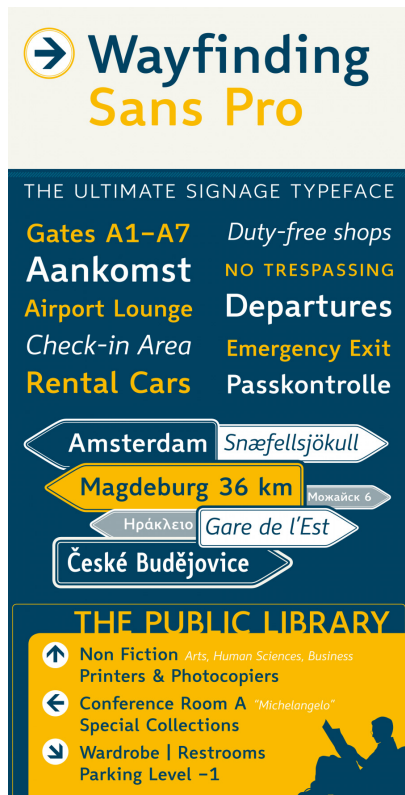 Wayfinding
Sans Pro
THE ULTIMATE SIGNAGE TYPEFACE
Gates A1–A7
Aankomst
Airport Lounge
Check-in Area
Rental Cars
Duty-free shops
NO TRESPASSING
Departures
Emergency Exit
Passkontrolle
Amsterdam
Snæfellsjökull
Magdeburg 36 km
Можайск 6
Ηράκλειο
Gare de l'Est
České Budějovice
THE PUBLIC LIBRARY
Non Fiction Arts, Human Sciences, Business
Printers & Photocopiers
Conference Room A "Michelangelo"
Special Collections
Wardrobe | Restrooms
Parking Level –1